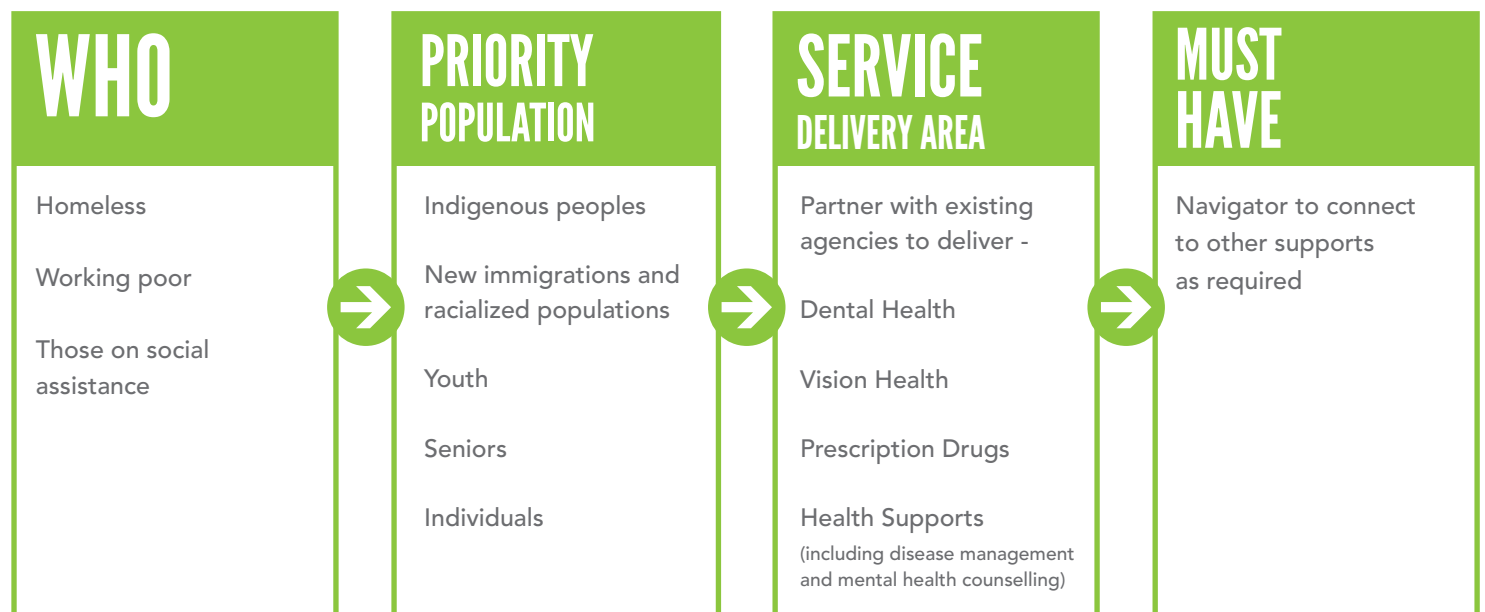 WHO
Homeless
Working poor
Those on social
assistance
PRIORITY
POPULATION
Indigenous peoples
New immigrations and
racialized populations
Youth
Seniors
Individuals
SERVICE
DELIVERY AREA
Partner with existing
agencies to deliver -
Dental Health
Vision Health
Prescription Drugs
Health Supports
(including disease management
and mental health counselling)
MUST
HAVE
Navigator to connect
to other supports
as required